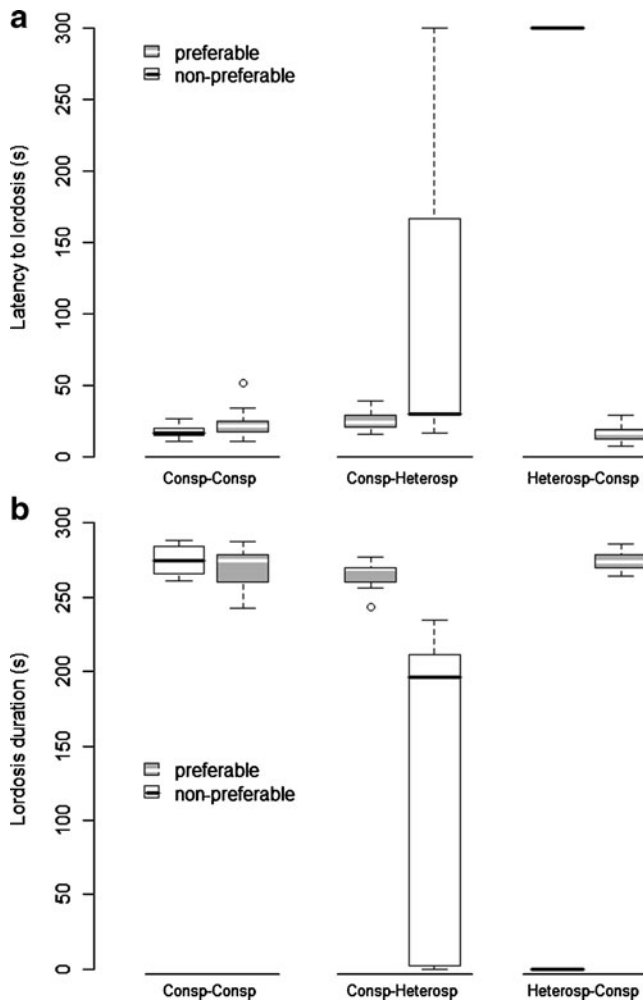 a
Latency to lordosis (s)
300
250
200
150
100
50
0
preferable
non-preferable
Consp-Consp Consp-Heterosp Heterosp-Consp
b
Lordosis duration (s)
300
250
200
150
100
50
0
preferable
non-preferable
Consp-Consp Consp-Heterosp Heterosp-Consp